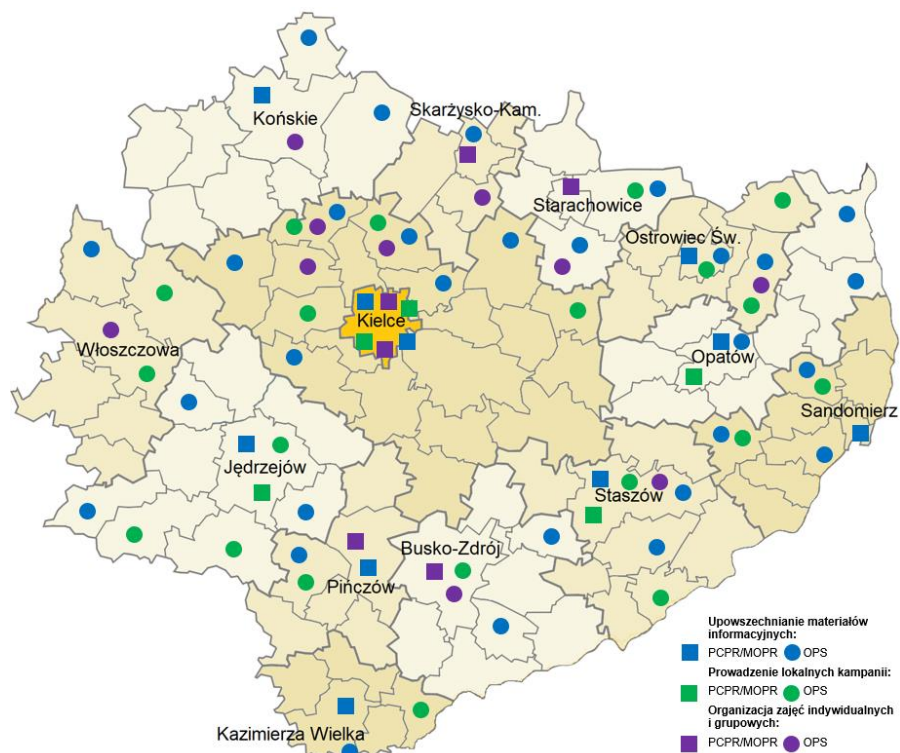 Końskie
Skarżysko-Kam.
Starachowice
Ostrowiec Św.
Kielce
Włoszczowa
Opatów
Sandomierz
Jędrzejów
Staszów
Busko-Zdrój
Pińczów
Kazimierza Wielka
Upowszechnianie materiałów
informacyjnych:
PCPR/MOPR OPS
Prowadzenie lokalnych kampanii:
PCPR/MOPR OPS
Organizacja zajęć indywidualnych
i grupowych:
PCPR/MOPR OPS